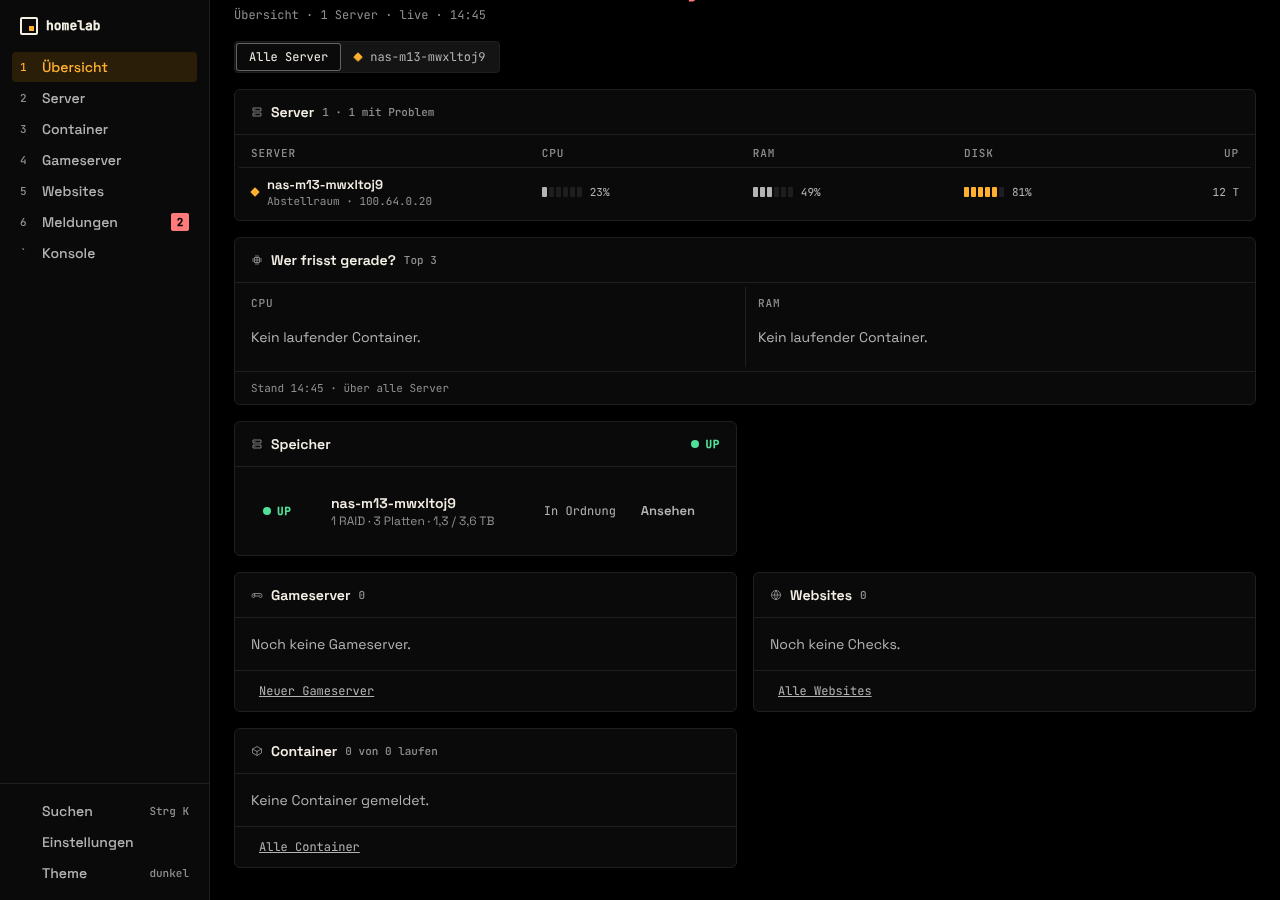 homelab
1 Übersicht
2 Server
3 Container
4 Gameserver
5 Websites
6 Meldungen 2
` Konsole
Suchen Strg K
Einstellungen
Theme dunkel
Übersicht · 1 Server · live · 14:45
Alle Server nas-m13-mwxltoj9
Server 1 · 1 mit Problem
SERVER CPU RAM DISK UP
nas-m13-mwxltoj9 23% 49% 81% 12 T
Abstellraum · 100.64.0.20
Wer frisst gerade? Top 3
CPU RAM
Kein laufender Container. Kein laufender Container.
Stand 14:45 · über alle Server
Speicher UP
UP nas-m13-mwxltoj9 In Ordnung Ansehen
1 RAID · 3 Platten · 1,3 / 3,6 TB
Gameserver 0
Noch keine Gameserver.
Neuer Gameserver
Websites 0
Noch keine Checks.
Alle Websites
Container 0 von 0 laufen
Keine Container gemeldet.
Alle Container